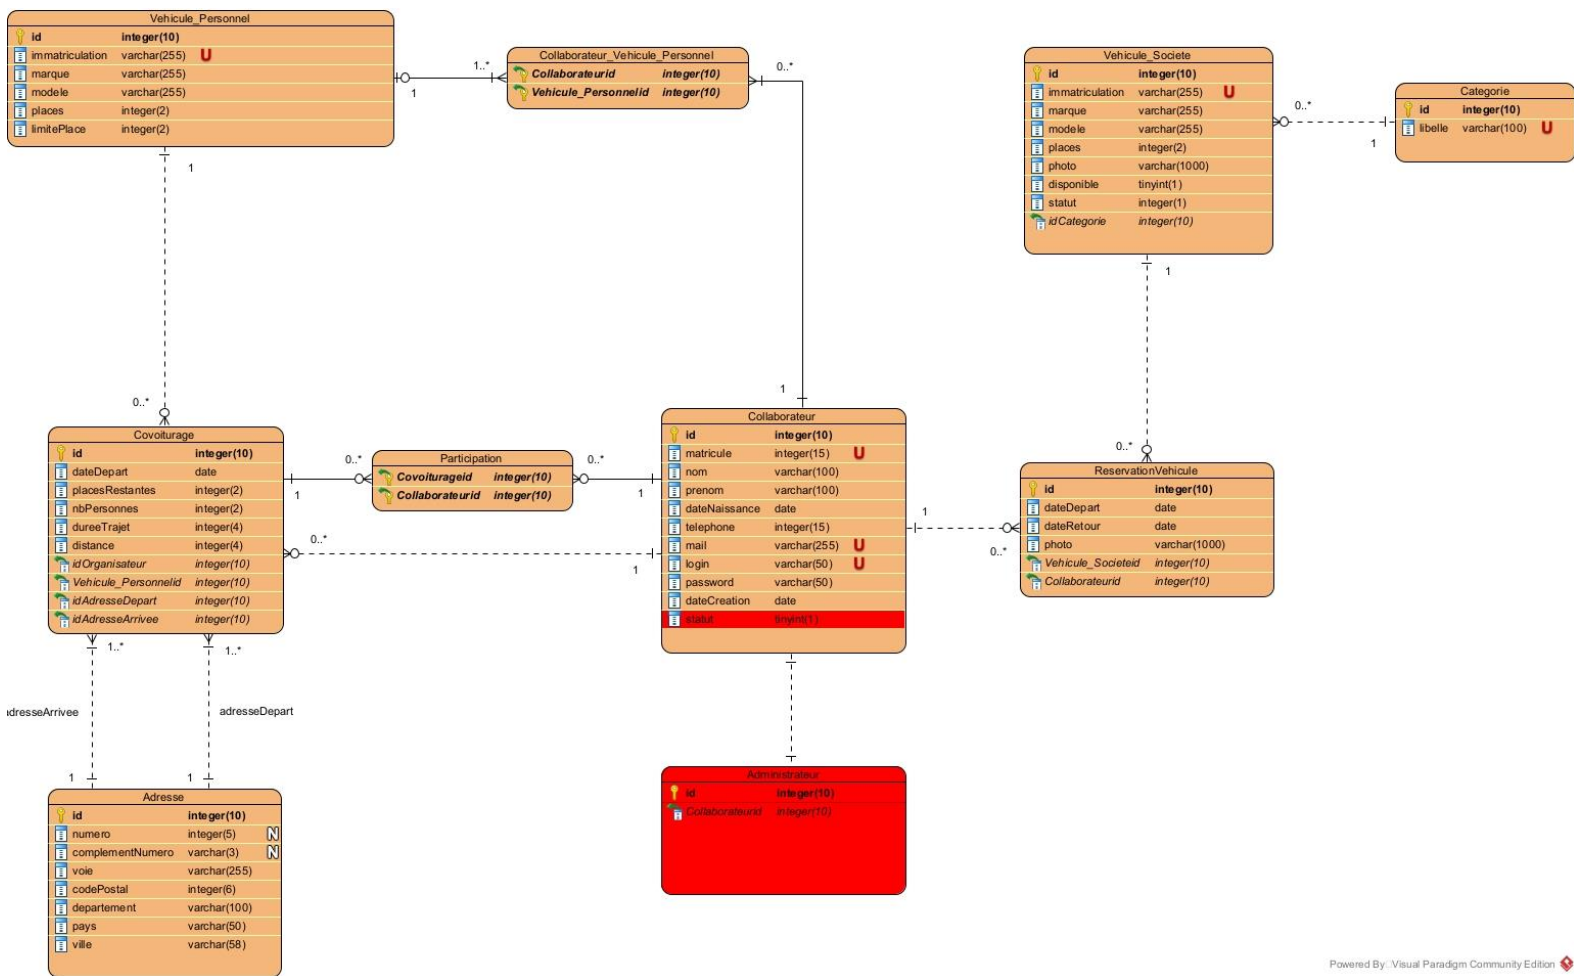 Vehicule_Personnel
id integer(10)
immatriculation varchar(255) U
marque varchar(255)
modele varchar(255)
places integer(2)
limitePlace integer(2)
1..*
1
Collaborateur_Vehicule_Personnel
Collaborateurid integer(10)
Vehicule_Personnelid integer(10)
0..*
1
Vehicule_Societe
id integer(10)
immatriculation varchar(255) U
marque varchar(255)
modele varchar(255)
places integer(2)
photo varchar(1000)
disponible tinyint(1)
statut integer(1)
idCategorie integer(10)
0..*
1
Categorie
id integer(10)
libelle varchar(100) U
1
0..*
1
0..*
Covoiturage
id integer(10)
dateDepart date
placesRestantes integer(2)
nbPersonnes integer(2)
dureeTrajet integer(4)
distance integer(4)
idOrganisateur integer(10)
Vehicule_Personnelid integer(10)
idAdresseDepart integer(10)
idAdresseArrivee integer(10)
0..*
1
Participation
Covoiturageid integer(10)
Collaborateurid integer(10)
0..*
1
0..*
1
Collaborateur
id integer(10)
matricule integer(15) U
nom varchar(100)
prenom varchar(100)
dateNaissance date
telephone integer(15)
mail varchar(255) U
login varchar(50) U
password varchar(50)
dateCreation date
statut tinyint(1)
1
0..*
ReservationVehicule
id integer(10)
dateDepart date
dateRetour date
photo varchar(1000)
Vehicule_Societeid integer(10)
Collaborateurid integer(10)
1..*
1..*
adresseArrivee
adresseDepart
1
1
Adresse
id integer(10)
numero integer(5) N
complementNumero varchar(3) N
voie varchar(255)
codePostal integer(6)
departement varchar(100)
pays varchar(50)
ville varchar(58)
Administrateur
id integer(10)
Collaborateurid integer(10)
Powered By Visual Paradigm Community Edition